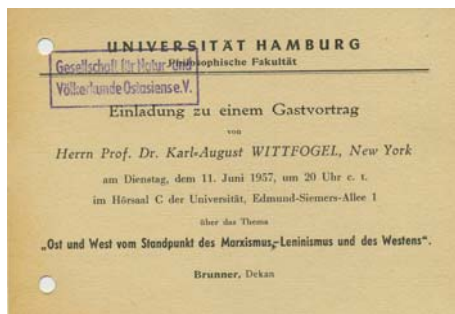 UNIVERSITÄT HAMBURG
Philosophische Fakultät
Gesellschaft für Natur- und
Völkerkunde Ostasiens e.V.
Einladung zu einem Gastvortrag
von
Herrn Prof. Dr. Karl-August WITTFOGEL, New York
am Dienstag, dem 11. Juni 1957, um 20 Uhr c. t.
im Hörsaal C der Universität, Edmund-Siemers-Allee 1
über das Thema
„Ost und West vom Standpunkt des Marxismus,-Leninismus und des Westens“.
Brunner, Dekan